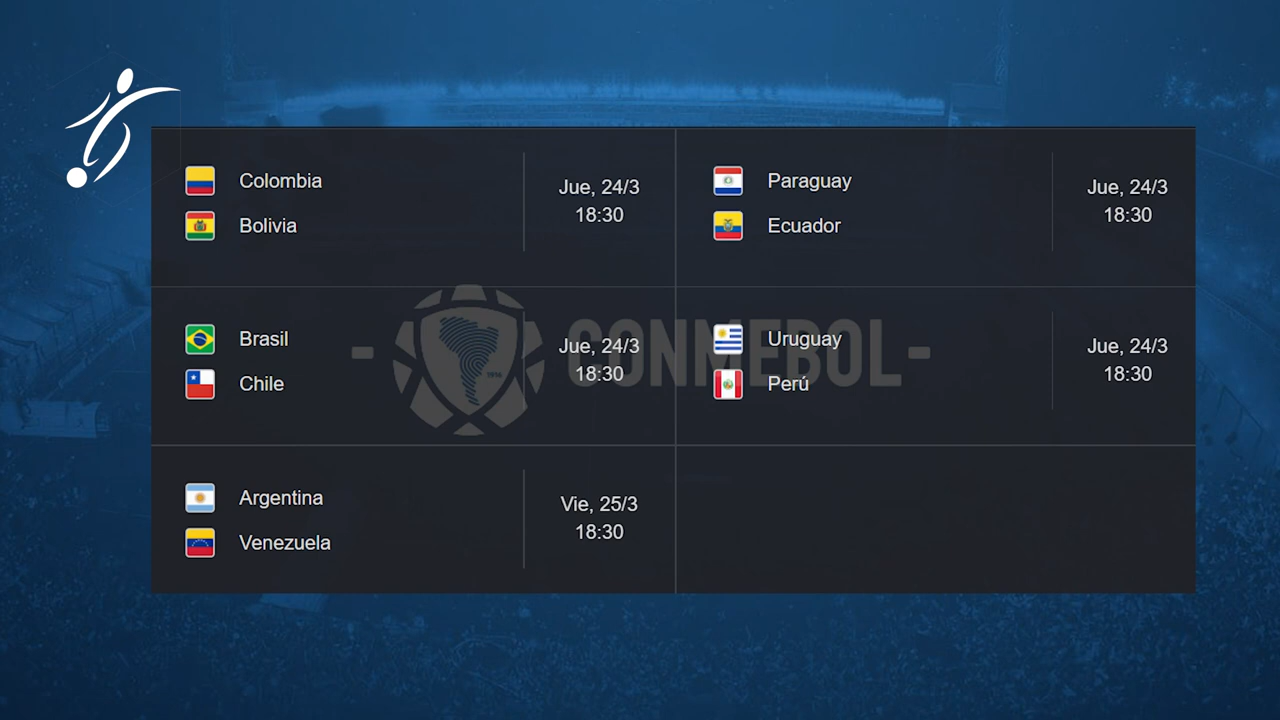 Colombia
Bolivia
Jue, 24/3
18:30
Paraguay
Ecuador
Jue, 24/3
18:30
Brasil
Chile
Jue, 24/3
18:30
Uruguay
Perú
Jue, 24/3
18:30
- CONMEBOL -
Argentina
Venezuela
Vie, 25/3
18:30